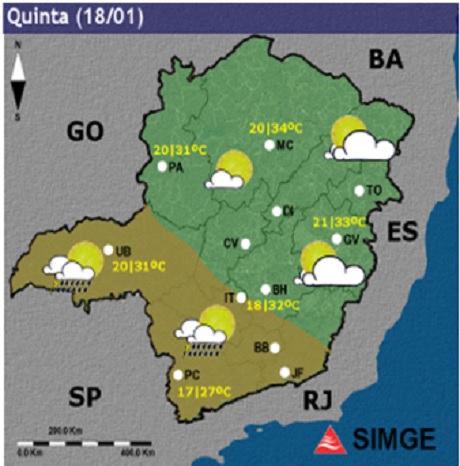 Quinta (18/01)
N
BA
GO
20|34ºC
MC
20|31ºC
PA
TO
DI
21|33ºC
ES
CV
GV
UB
20|31ºC
BH
IT
18|32ºC
BB
PC
JF
17|27ºC
SP
RJ
S
200.0 Km
0.0 Km
400.0 Km
SIMGE